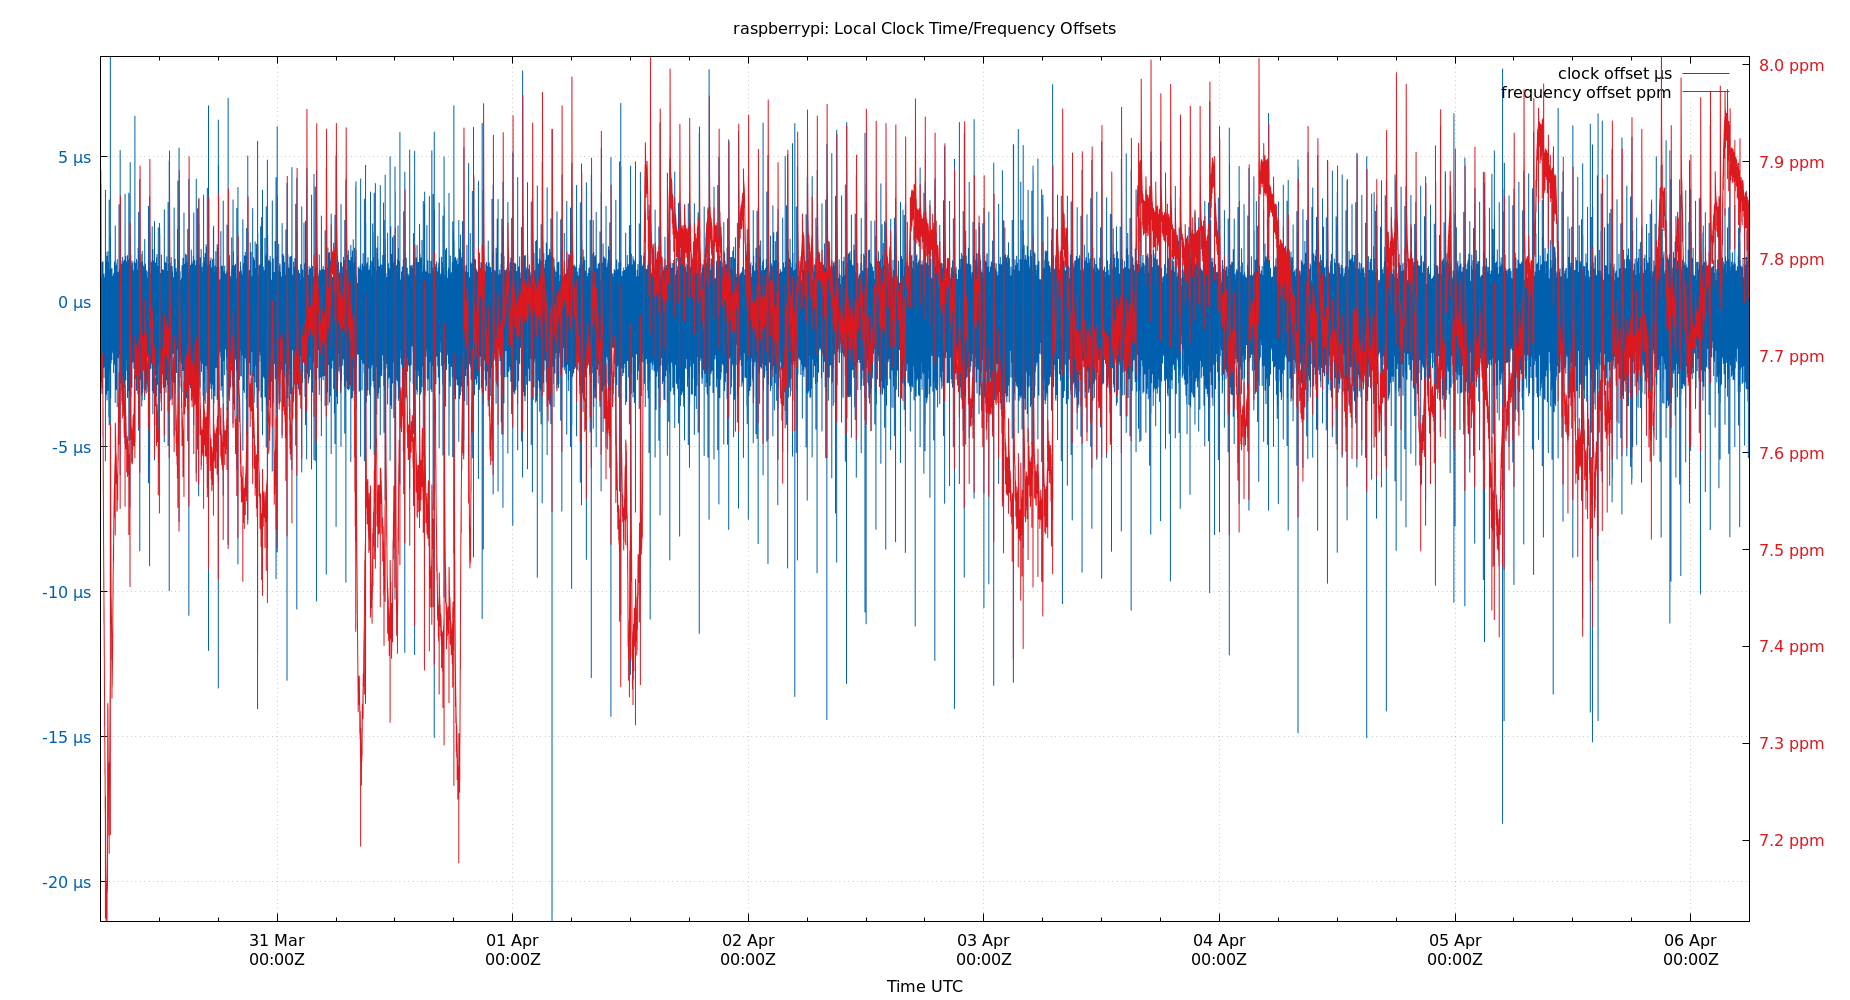 raspberrypi: Local Clock Time/Frequency Offsets
clock offset µs
frequency offset ppm
5 µs
0 µs
-5 µs
-10 µs
-15 µs
-20 µs
8.0 ppm
7.9 ppm
7.8 ppm
7.7 ppm
7.6 ppm
7.5 ppm
7.4 ppm
7.3 ppm
7.2 ppm
31 Mar 01 Apr 02 Apr 03 Apr 04 Apr 05 Apr 06 Apr
00:00Z 00:00Z 00:00Z 00:00Z 00:00Z 00:00Z 00:00Z
Time UTC